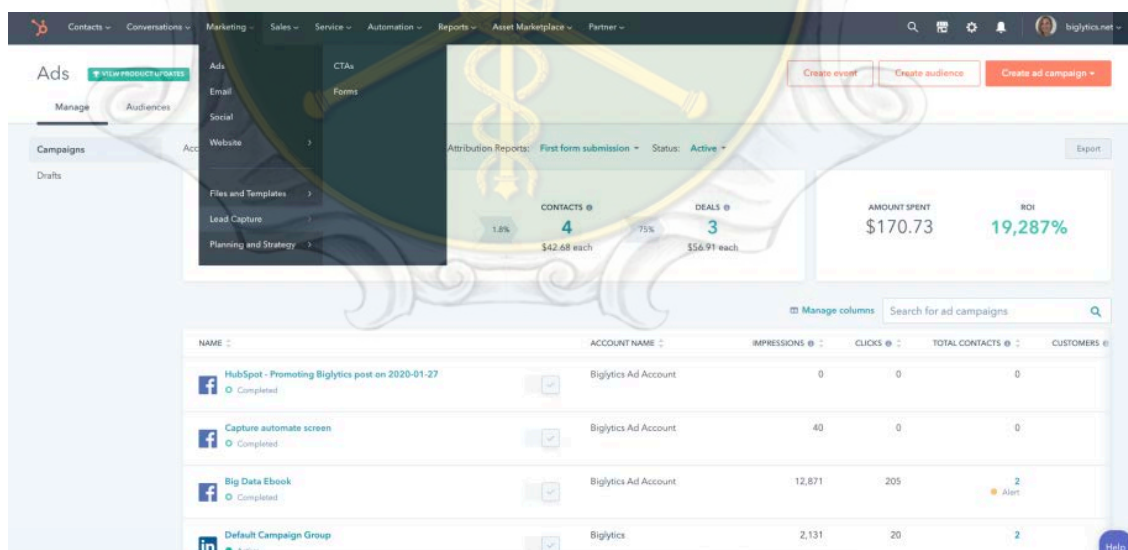 Contacts Conversations Marketing Sales Service Automation Reports Asset Marketplace Partner biglytics.net
Ads VIEW PRODUCT UPDATES
Create event Create audience Create ad campaign
Manage Audiences
Ads CTAs
Email Forms
Social
Website
Files and Templates
Lead Capture
Planning and Strategy
Campaigns
Drafts
Acc
Attribution Reports: First form submission Status: Active
Export
1.8%
CONTACTS
4
$42.68 each
75%
DEALS
3
$56.91 each
AMOUNT SPENT
$170.73
ROI
19,287%
Manage columns Search for ad campaigns
NAME ACCOUNT NAME IMPRESSIONS CLICKS TOTAL CONTACTS CUSTOMERS
HubSpot - Promoting Biglytics post on 2020-01-27 Biglytics Ad Account 0 0 0
Completed
Capture automate screen Biglytics Ad Account 40 0 0
Completed
Big Data Ebook Biglytics Ad Account 12,871 205 2
Completed Alert
Default Campaign Group Biglytics 2,131 20 2
Help